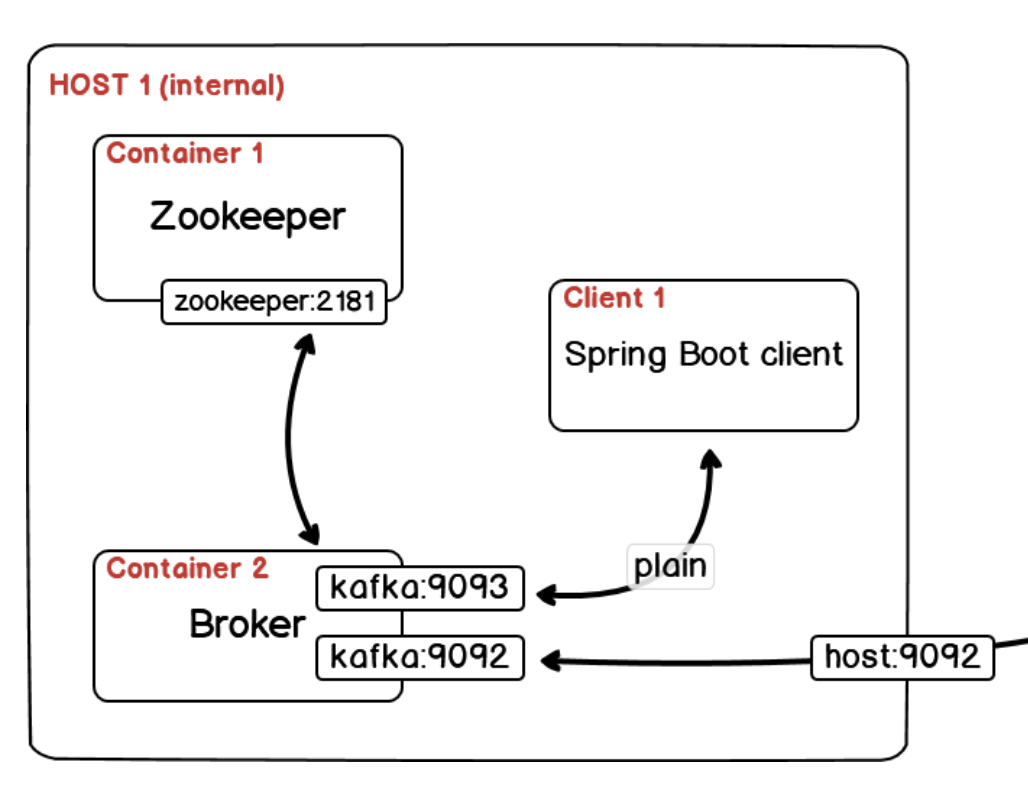 HOST 1 (internal)
Container 1
Zookeeper
zookeeper:2181
Client 1
Spring Boot client
plain
Container 2
Broker
kafka:9093
kafka:9092
host:9092